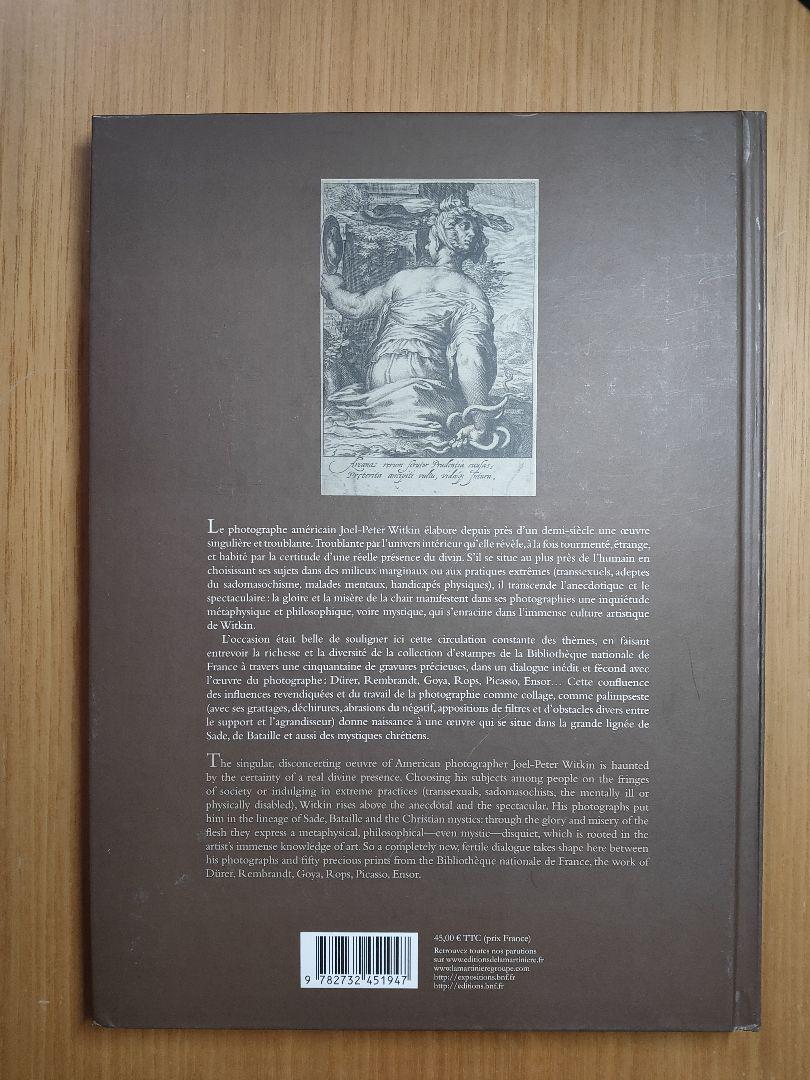 Arcana rerum scrutor Prudentia excussas,
Præterita ancipiti vultu, videoq; futura.
Le photographe américain Joel-Peter Witkin élabore depuis près d'un demi-siècle une œuvre
singulière et troublante. Troublante par l'univers intérieur qu'elle révèle, à la fois tourmenté, étrange,
et habité par la certitude d'une réelle présence du divin. S'il se situe au plus près de l'humain en
choisissant ses sujets dans des milieux marginaux ou aux pratiques extrêmes (transsexuels, adeptes
du sadomasochisme, malades mentaux, handicapés physiques), il transcende l'anecdotique et le
spectaculaire : la gloire et la misère de la chair manifestent dans ses photographies une inquiétude
métaphysique et philosophique, voire mystique, qui s'enracine dans l'immense culture artistique
de Witkin.
L'occasion était belle de souligner ici cette circulation constante des thèmes, en faisant
entrevoir la richesse et la diversité de la collection d'estampes de la Bibliothèque nationale de
France à travers une cinquantaine de gravures précieuses, dans un dialogue inédit et fécond avec
l'œuvre du photographe : Dürer, Rembrandt, Goya, Rops, Picasso, Ensor… Cette confluence
des influences revendiquées et du travail de la photographie comme collage, comme palimpseste
(avec ses grattages, déchirures, abrasions du négatif, appositions de filtres et d'obstacles divers entre
le support et l'agrandisseur) donne naissance à une œuvre qui se situe dans la grande lignée de
Sade, de Bataille et aussi des mystiques chrétiens.
The singular, disconcerting oeuvre of American photographer Joel-Peter Witkin is haunted
by the certainty of a real divine presence. Choosing his subjects among people on the fringes
of society or indulging in extreme practices (transsexuals, sadomasochists, the mentally ill or
physically disabled), Witkin rises above the anecdotal and the spectacular. His photographs put
him in the lineage of Sade, Bataille and the Christian mystics: through the glory and misery of the
flesh they express a metaphysical, philosophical—even mystic—disquiet, which is rooted in the
artist's immense knowledge of art. So a completely new, fertile dialogue takes shape here between
his photographs and fifty precious prints from the Bibliothèque nationale de France, the work of
Dürer, Rembrandt, Goya, Rops, Picasso, Ensor.
45,00 € TTC (prix France)
Retrouvez toutes nos parutions
sur www.editionsdelamartiniere.fr
www.lamartinieregroupe.com
http://expositions.bnf.fr
http://editions.bnf.fr
9 782732 451947